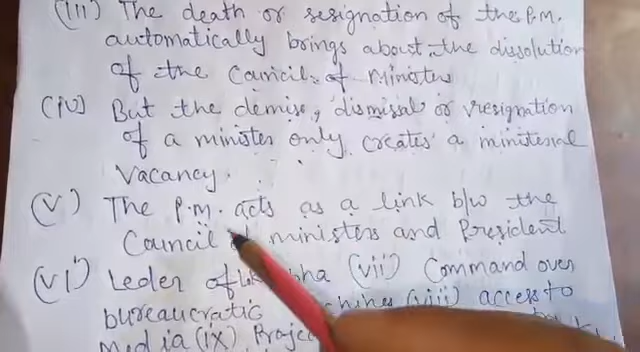 (iii) The death or resignation of the P.M.
automatically brings about the dissolution
of the Council of Ministers
(iv) But the demise, dismissal or resignation
of a minister only creates a ministerial
vacancy.
(v) The P.M. acts as a link b/w the
Council ministers and President
(vi) Leder of (vii) Command over
bureaucratic (viii) access to
Media (ix)